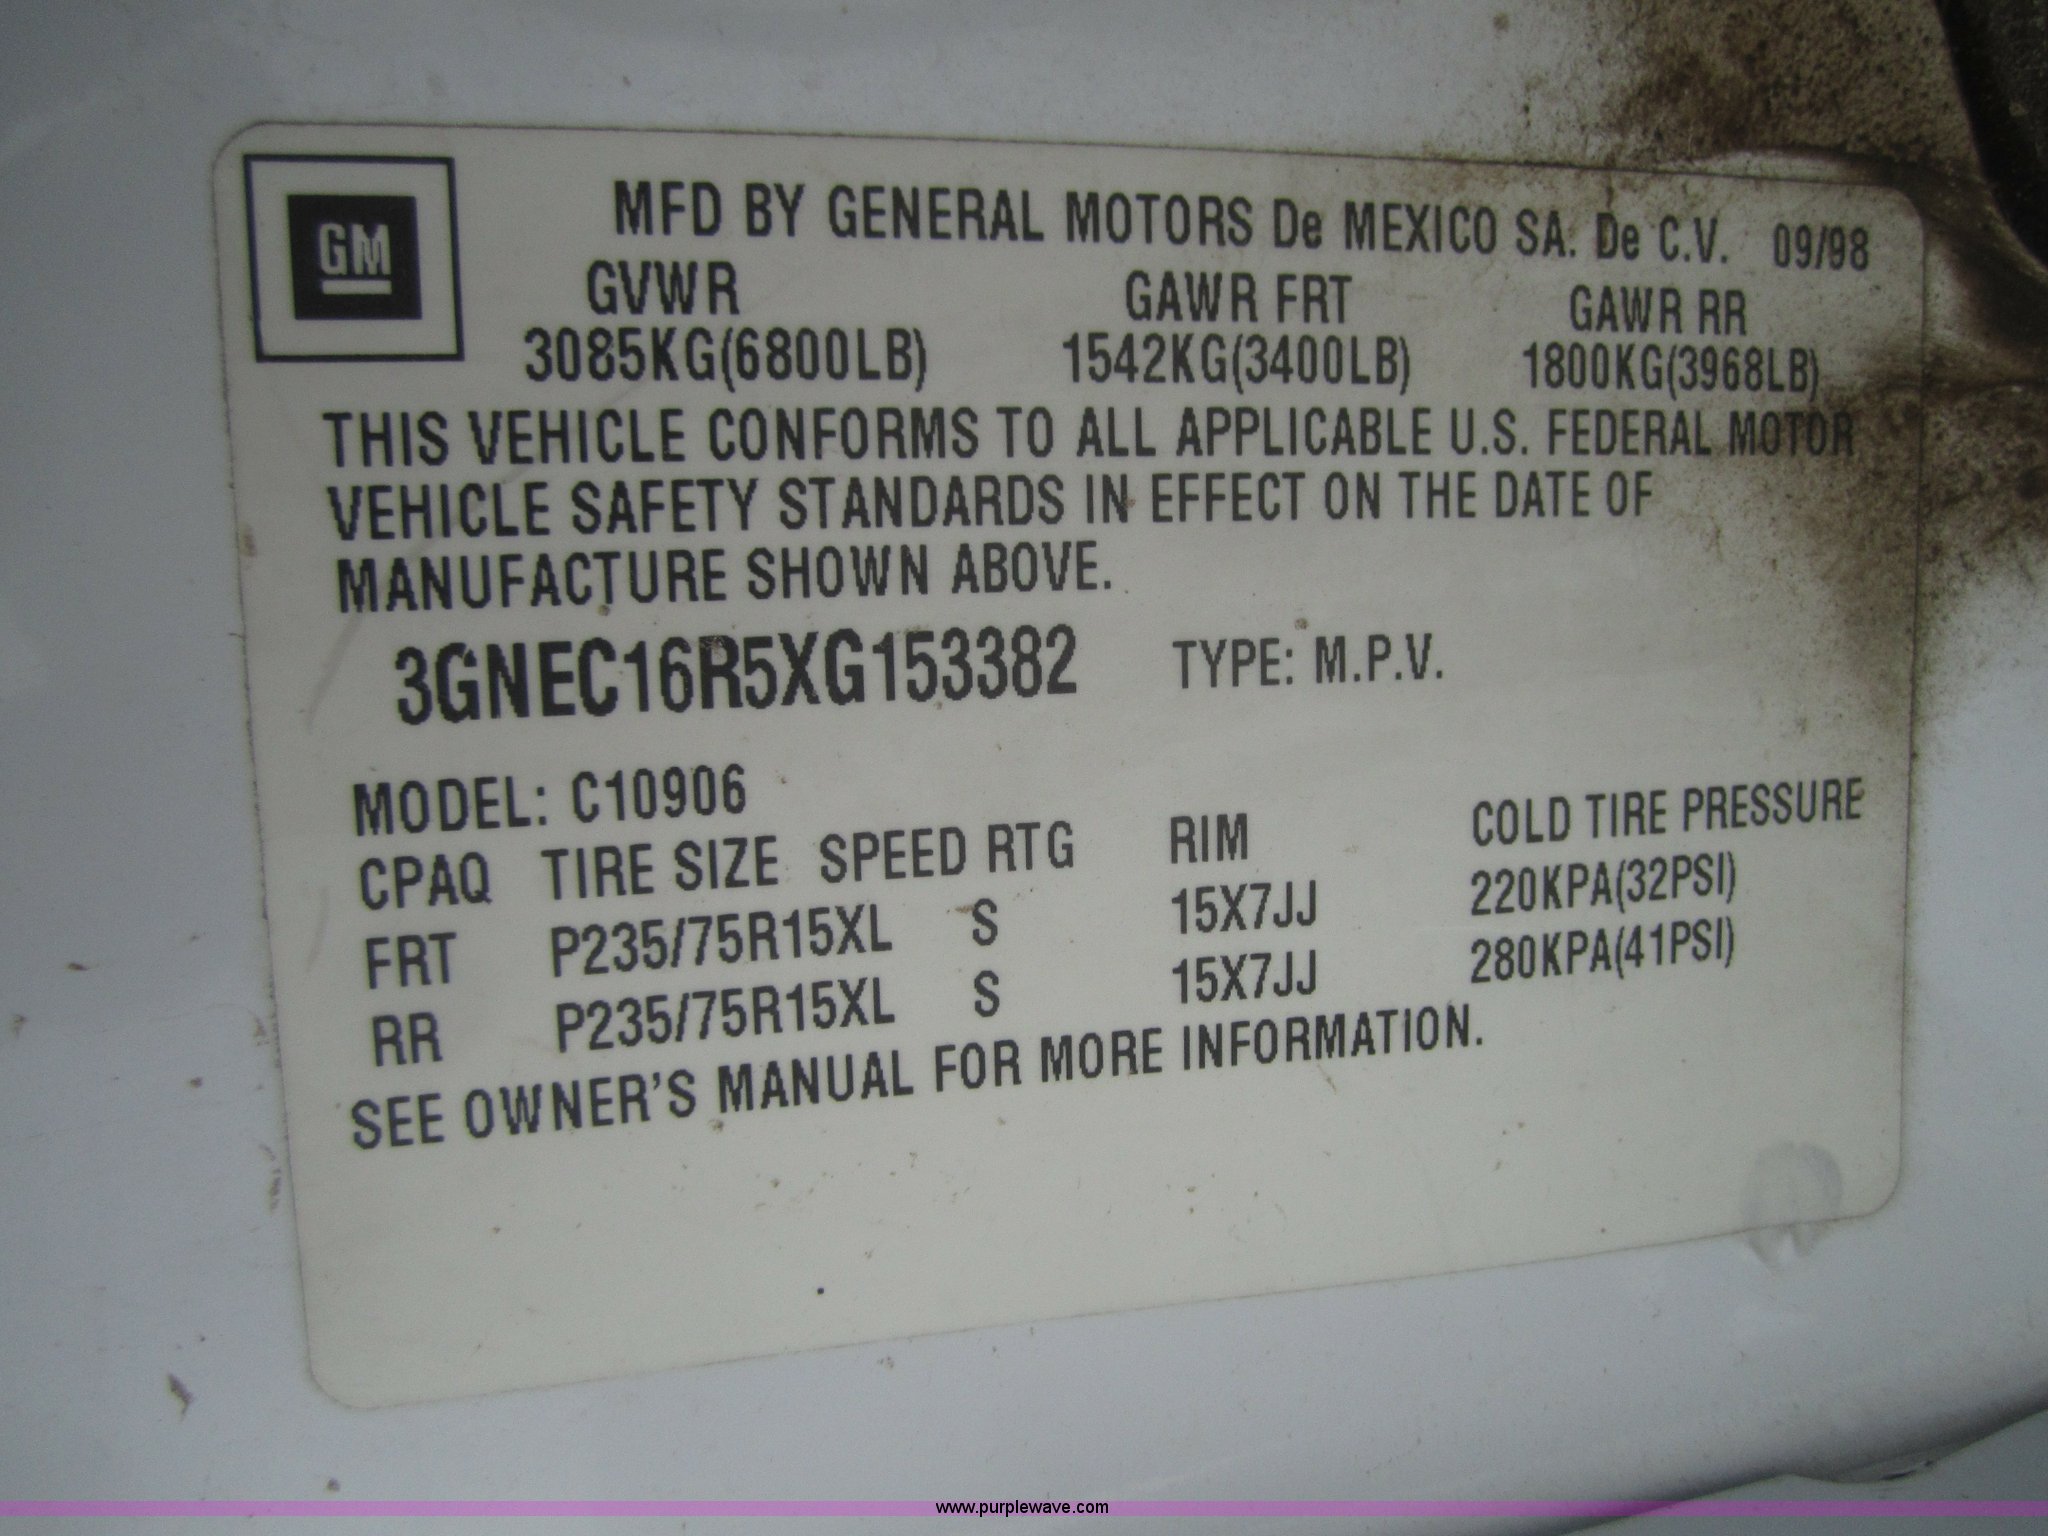 GM
MFD BY GENERAL MOTORS De MEXICO SA. De C.V. 09/98
GVWR GAWR FRT GAWR RR
3085KG(6800LB) 1542KG(3400LB) 1800KG(3968LB)
THIS VEHICLE CONFORMS TO ALL APPLICABLE U.S. FEDERAL MOTOR
VEHICLE SAFETY STANDARDS IN EFFECT ON THE DATE OF
MANUFACTURE SHOWN ABOVE.
3GNEC16R5XG153382 TYPE: M.P.V.
MODEL: C10906
CPAQ TIRE SIZE SPEED RTG RIM COLD TIRE PRESSURE
FRT P235/75R15XL S 15X7JJ 220KPA(32PSI)
RR P235/75R15XL S 15X7JJ 280KPA(41PSI)
SEE OWNER'S MANUAL FOR MORE INFORMATION.
www.purplewave.com